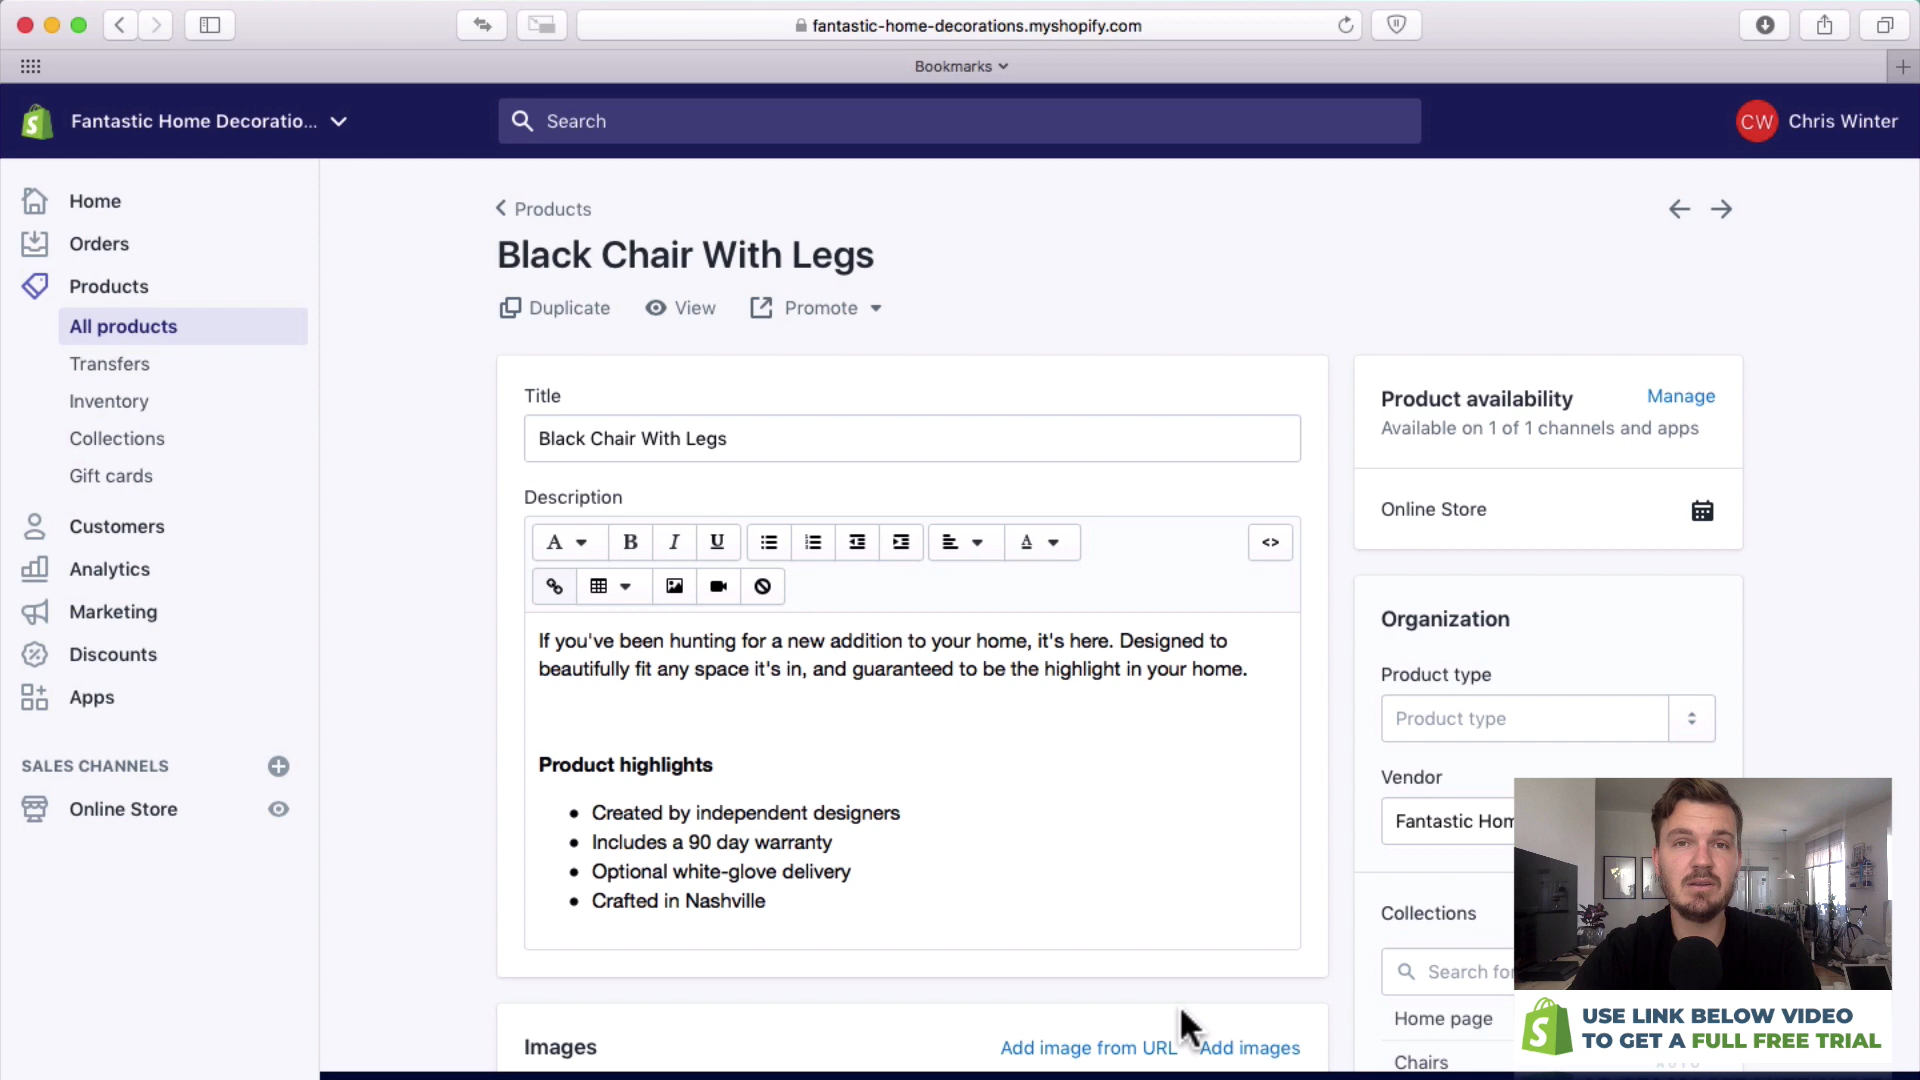 fantastic-home-decorations.myshopify.com
Bookmarks
Fantastic Home Decoratio...
Search
CW Chris Winter
Home
Orders
Products
All products
Transfers
Inventory
Collections
Gift cards
Customers
Analytics
Marketing
Discounts
Apps
SALES CHANNELS
Online Store
Products
Black Chair With Legs
Duplicate View Promote
Title
Black Chair With Legs
Description
A B I U A <>
If you've been hunting for a new addition to your home, it's here. Designed to
beautifully fit any space it's in, and guaranteed to be the highlight in your home.
Product highlights
• Created by independent designers
• Includes a 90 day warranty
• Optional white-glove delivery
• Crafted in Nashville
Images Add image from URL Add images
Product availability Manage
Available on 1 of 1 channels and apps
Online Store
Organization
Product type
Product type
Vendor
Fantastic Hom
Collections
Search for
Home page
Chairs
USE LINK BELOW VIDEO
TO GET A FULL FREE TRIAL